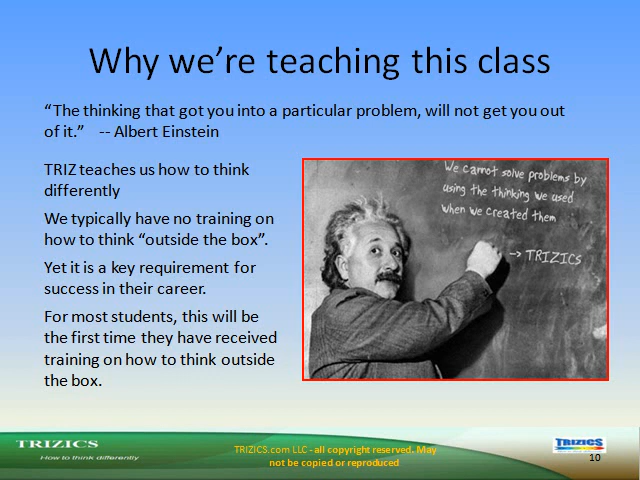 Why we're teaching this class
“The thinking that got you into a particular problem, will not get you out
of it.” -- Albert Einstein
TRIZ teaches us how to think
differently
We typically have no training on
how to think “outside the box”.
Yet it is a key requirement for
success in their career.
For most students, this will be
the first time they have received
training on how to think outside
the box.
We cannot solve problems by
using the thinking we used
when we created them
-> TRIZICS
TRIZICS
How to think differently
TRIZICS.com LLC - all copyright reserved. May
not be copied or reproduced
TRIZICS
10